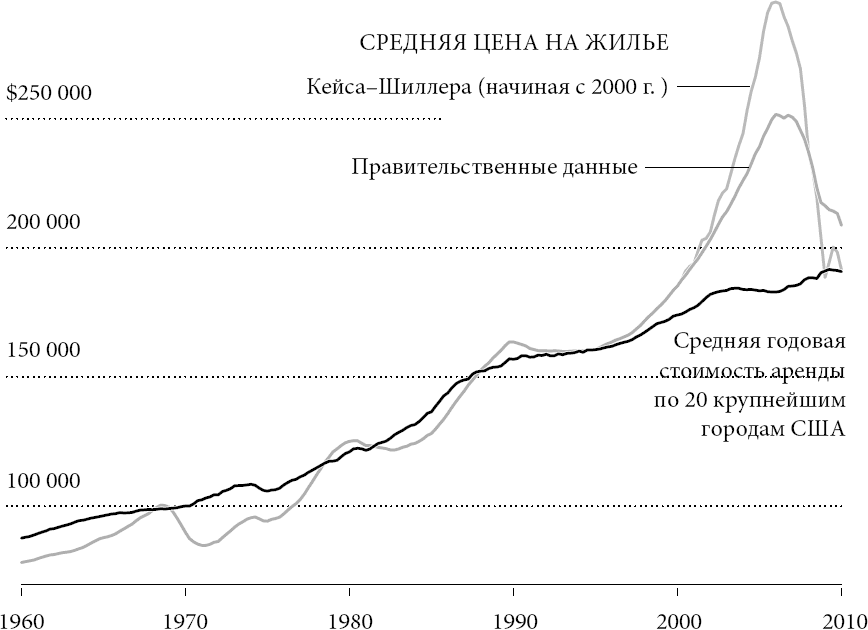 СРЕДНЯЯ ЦЕНА НА ЖИЛЬЕ
Кейса–Шиллера (начиная с 2000 г. )
$250 000
Правительственные данные
200 000
Средняя годовая
150 000
стоимость аренды
по 20 крупнейшим
городам США
100 000
1960 1970 1980 1990 2000 2010